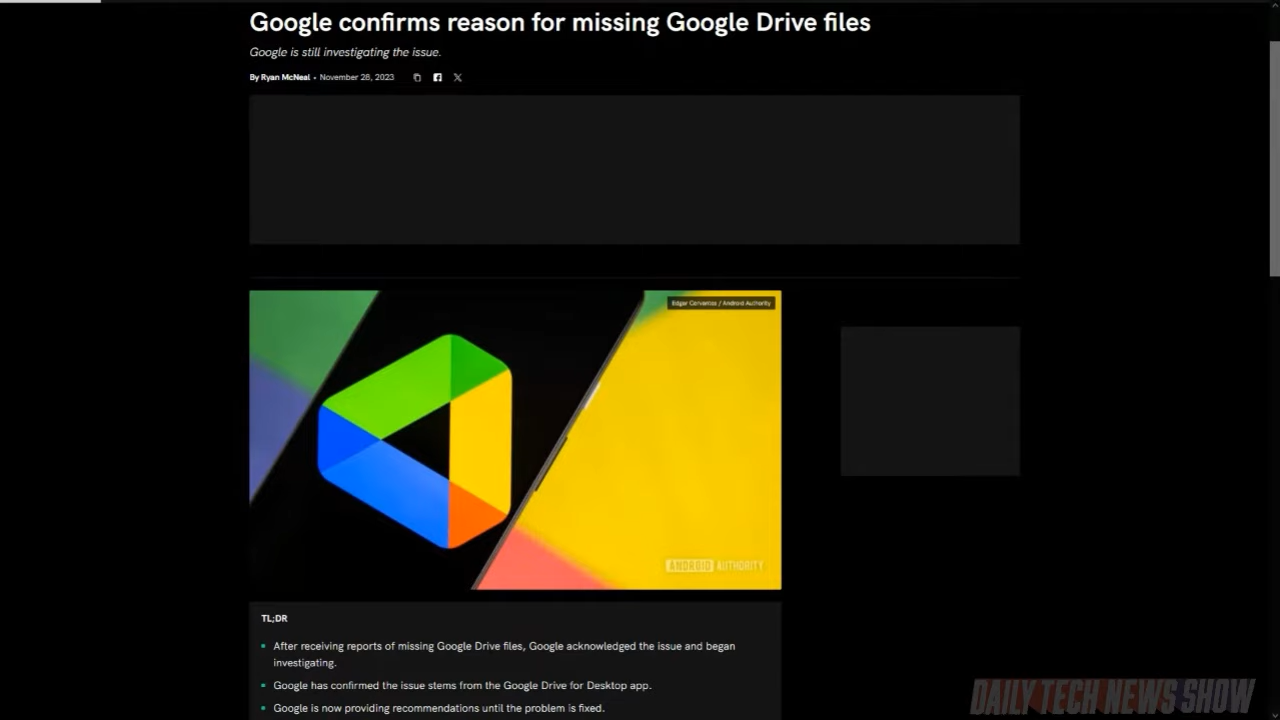 Google confirms reason for missing Google Drive files
Google is still investigating the issue.
By Ryan McNeal • November 28, 2023
Edgar Cervantes / Android Authority
ANDROID AUTHORITY
TL;DR
• After receiving reports of missing Google Drive files, Google acknowledged the issue and began
investigating.
• Google has confirmed the issue stems from the Google Drive for Desktop app.
• Google is now providing recommendations until the problem is fixed.
DAILY TECH NEWS SHOW